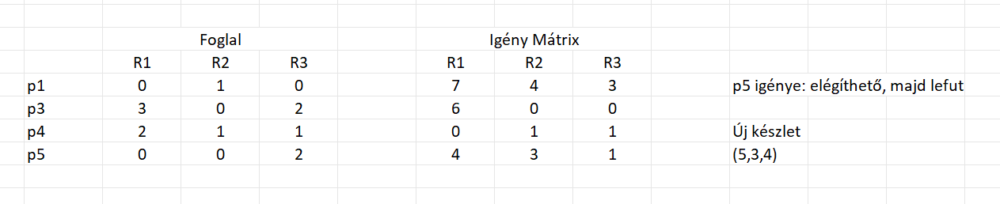 Foglal Igény Mátrix
R1 R2 R3 R1 R2 R3
p1 0 1 0 7 4 3 p5 igénye: elégíthető, majd lefut
p3 3 0 2 6 0 0
p4 2 1 1 0 1 1 Új készlet
p5 0 0 2 4 3 1 (5,3,4)